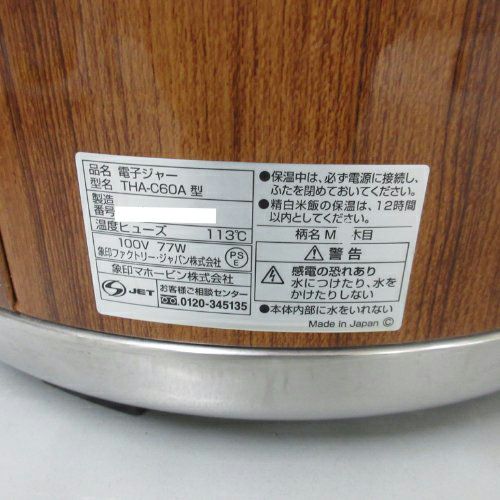 品名 電子ジャー
型名 THA-C60A 型
製造
番号
温度ヒューズ 113℃
100V 77W
象印ファクトリー・ジャパン株式会社
PS
E
象印マホービン株式会社
S JET お客様ご相談センター
0120-345135
●保温中は、必ず電源に接続し、
ふたを閉めておいてください。
●精白米飯の保温は、12時間
以内としてください。
柄名 M 木目
⚠警告
感電の恐れあり
水につけたり、水を
かけたりしない
●本体内部に水をいれない
Made in Japan Ⓒ